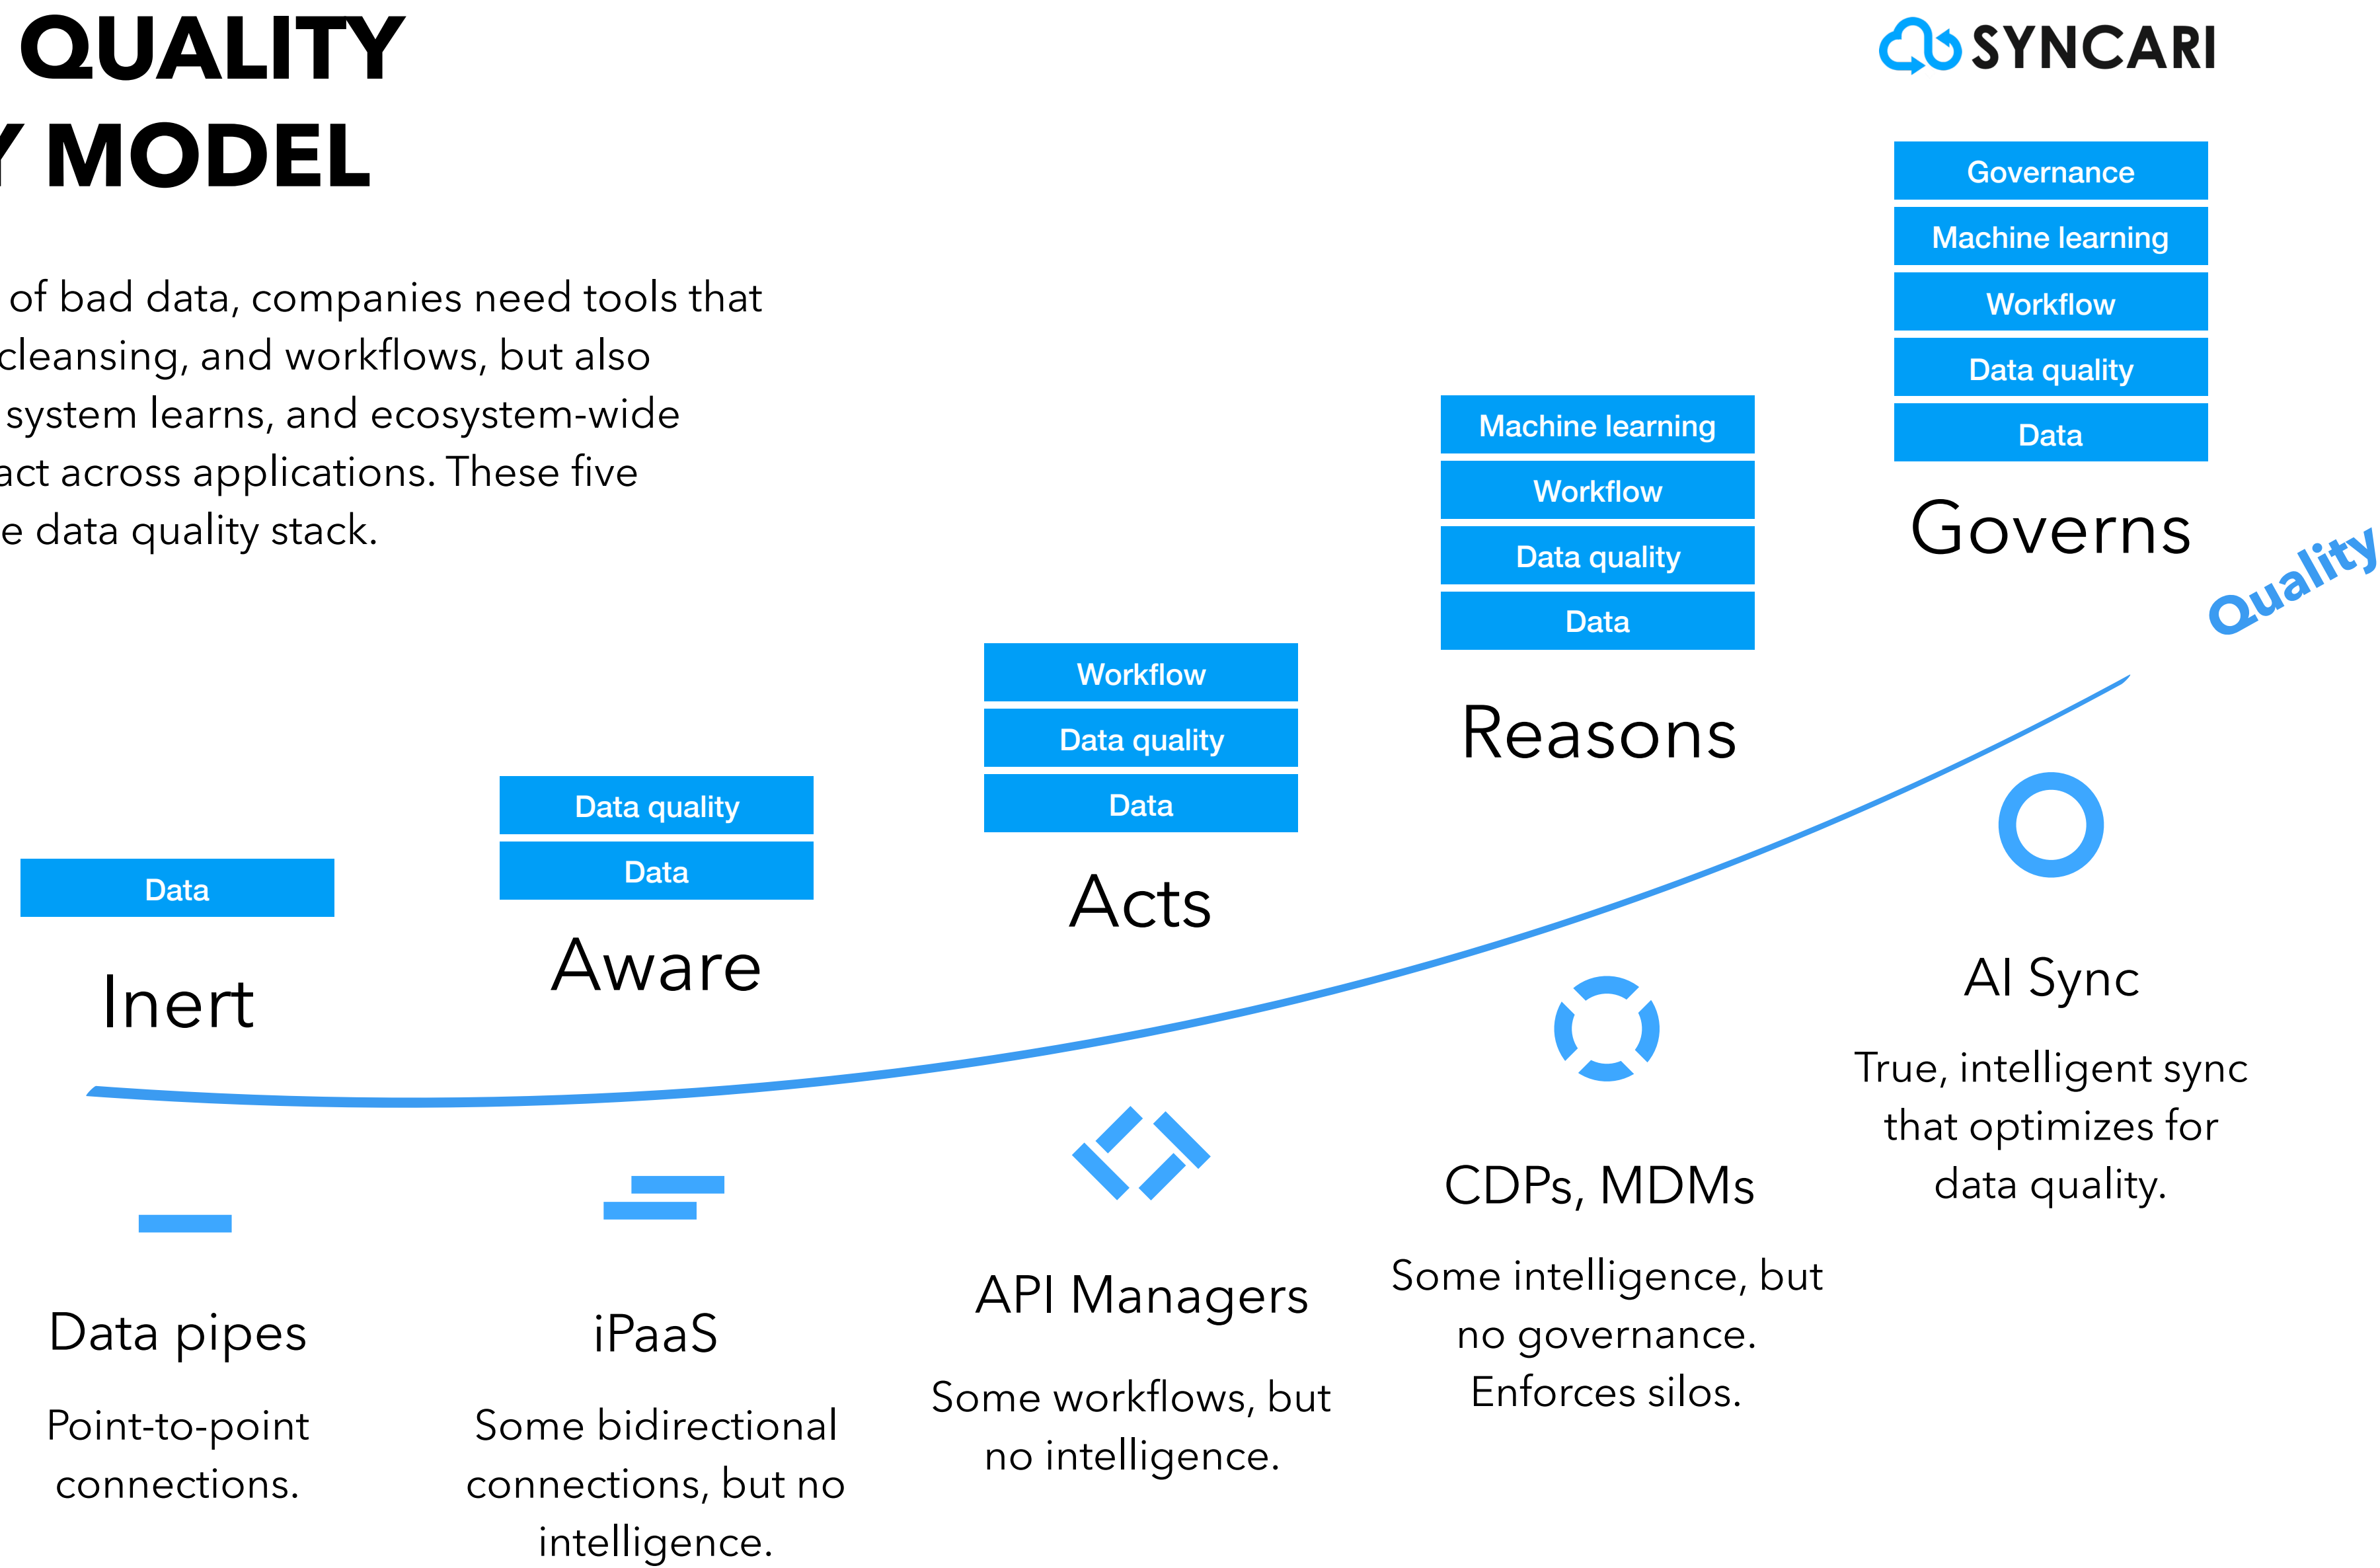 QUALITY
Y MODEL
SYNCARI
of bad data, companies need tools that
cleansing, and workflows, but also
system learns, and ecosystem-wide
act across applications. These five
e data quality stack.
Governance
Machine learning
Workflow
Data quality
Data
Governs
Quality
Machine learning
Workflow
Data quality
Data
Reasons
Workflow
Data quality
Data
Acts
Data quality
Data
Aware
Data
Inert
Data pipes
Point-to-point
connections.
iPaaS
Some bidirectional
connections, but no
intelligence.
API Managers
Some workflows, but
no intelligence.
CDPs, MDMs
Some intelligence, but
no governance.
Enforces silos.
AI Sync
True, intelligent sync
that optimizes for
data quality.